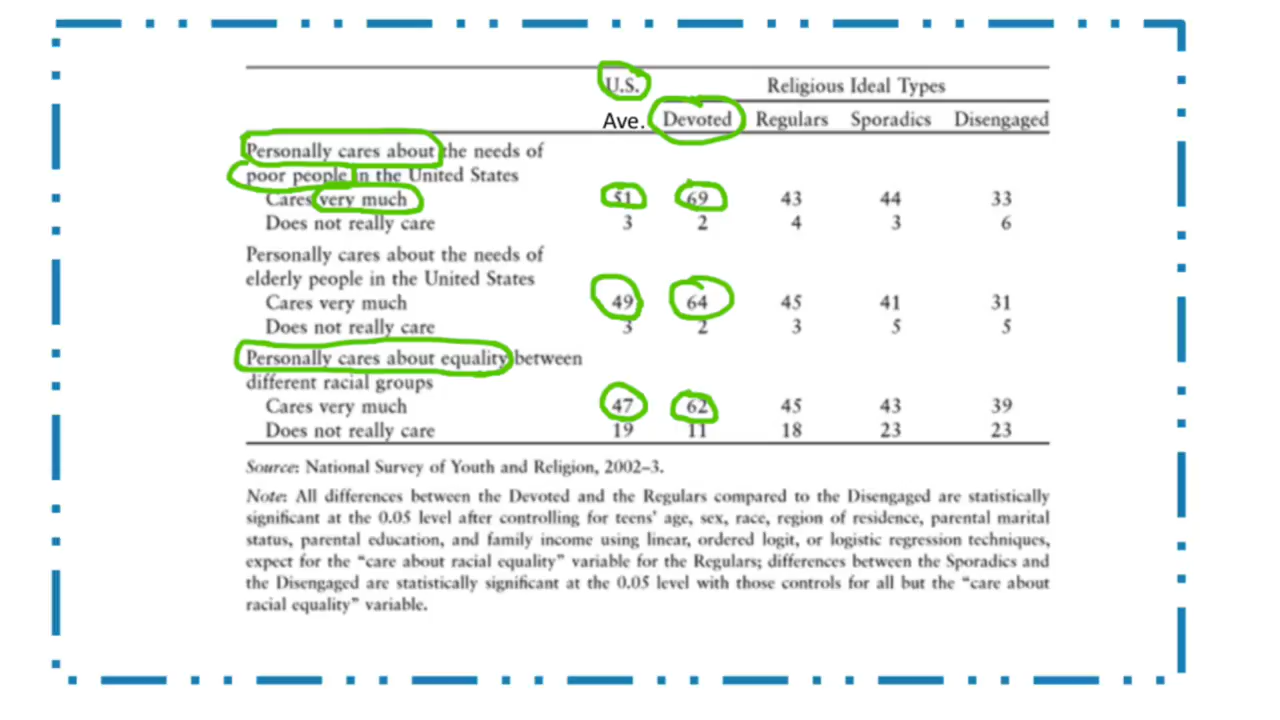 U.S. Religious Ideal Types
Ave. Devoted Regulars Sporadics Disengaged
Personally cares about the needs of
poor people in the United States
Cares very much 51 69 43 44 33
Does not really care 3 2 4 3 6
Personally cares about the needs of
elderly people in the United States
Cares very much 49 64 45 41 31
Does not really care 3 2 3 5 5
Personally cares about equality between
different racial groups
Cares very much 47 62 45 43 39
Does not really care 19 11 18 23 23
Source: National Survey of Youth and Religion, 2002–3.
Note: All differences between the Devoted and the Regulars compared to the Disengaged are statistically
significant at the 0.05 level after controlling for teens’ age, sex, race, region of residence, parental marital
status, parental education, and family income using linear, ordered logit, or logistic regression techniques,
expect for the “care about racial equality” variable for the Regulars; differences between the Sporadics and
the Disengaged are statistically significant at the 0.05 level with those controls for all but the “care about
racial equality” variable.